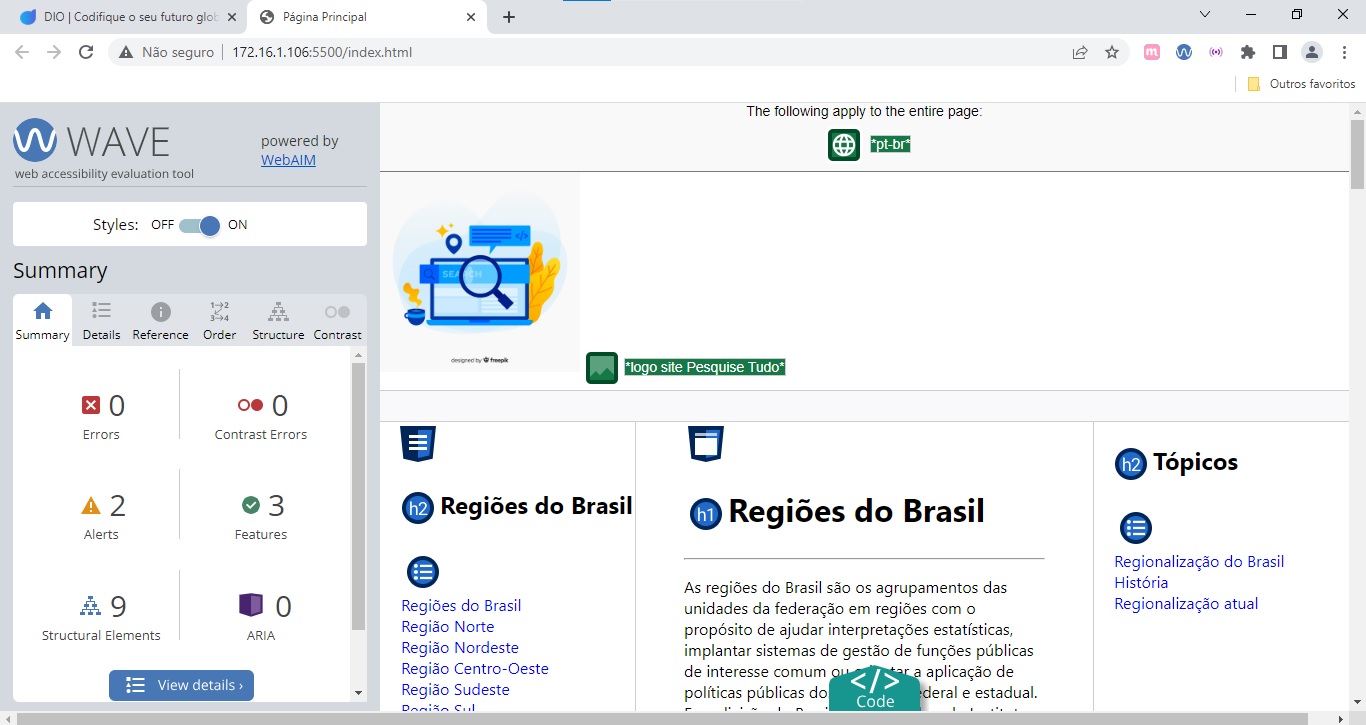 DIO | Codifique o seu futuro glob
Página Principal
Não seguro
172.16.1.106:5500/index.html
Outros favoritos
WAVE
powered by
WebAIM
web accessibility evaluation tool
Styles: OFF ON
Summary
Summary Details Reference Order Structure Contrast
0
Errors
0
Contrast Errors
2
Alerts
3
Features
9
Structural Elements
0
ARIA
View details ›
The following apply to the entire page:
*pt-br*
SEARCH
designed by freepik
*logo site Pesquise Tudo*
h2 Regiões do Brasil
Regiões do Brasil
Região Norte
Região Nordeste
Região Centro-Oeste
Região Sudeste
Região Sul
h1 Regiões do Brasil
As regiões do Brasil são os agrupamentos das
unidades da federação em regiões com o
propósito de ajudar interpretações estatísticas,
implantar sistemas de gestão de funções públicas
de interesse comum ou a aplicação de
políticas públicas dos federal e estadual.
</> Code
h2 Tópicos
Regionalização do Brasil
História
Regionalização atual